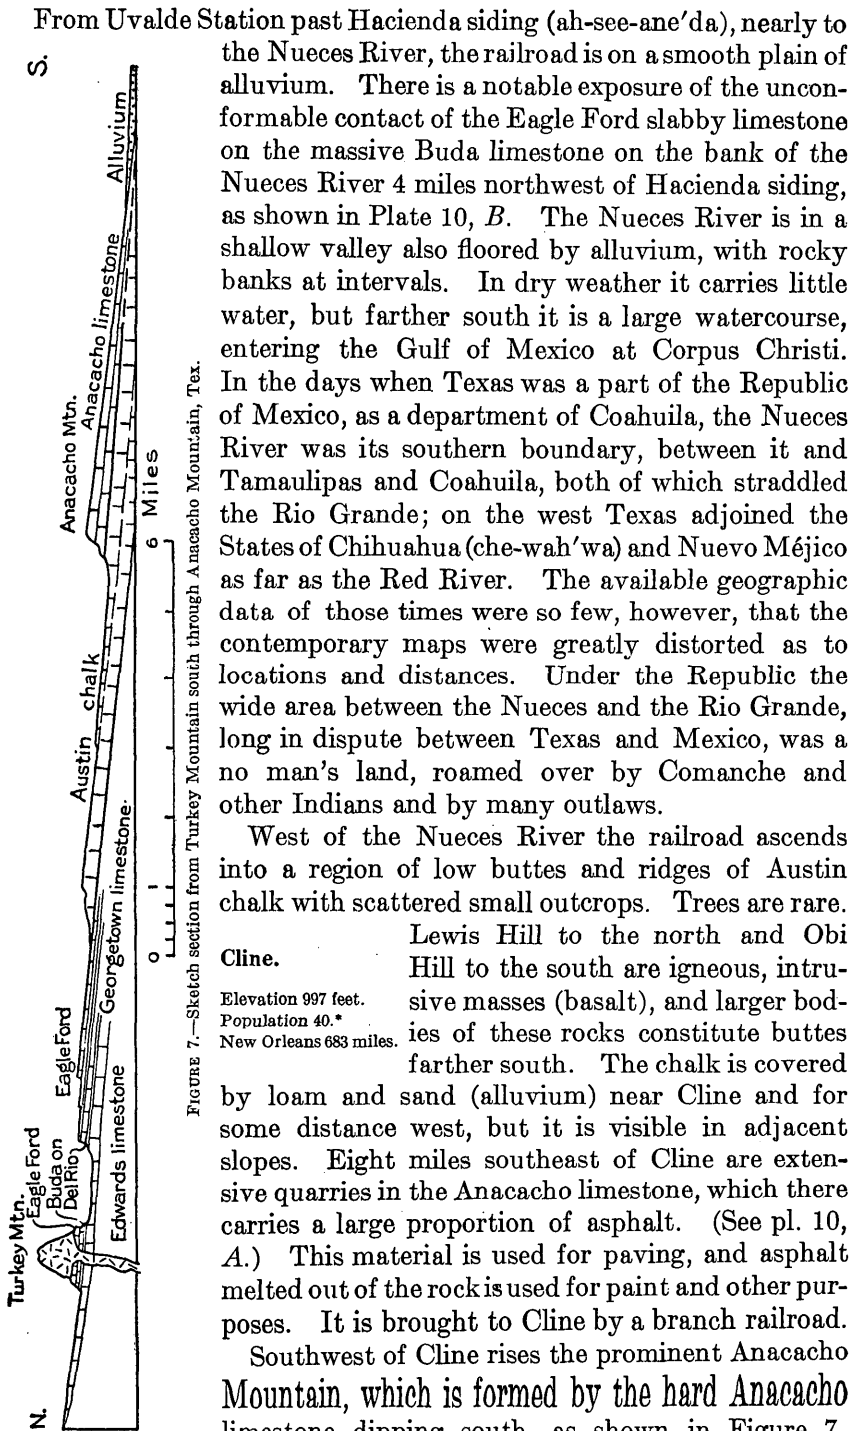 From Uvalde Station past Hacienda siding (ah-see-ane′da), nearly to
the Nueces River, the railroad is on a smooth plain of
alluvium. There is a notable exposure of the uncon-
formable contact of the Eagle Ford slabby limestone
on the massive Buda limestone on the bank of the
Nueces River 4 miles northwest of Hacienda siding,
as shown in Plate 10, B. The Nueces River is in a
shallow valley also floored by alluvium, with rocky
banks at intervals. In dry weather it carries little
water, but farther south it is a large watercourse,
entering the Gulf of Mexico at Corpus Christi.
In the days when Texas was a part of the Republic
of Mexico, as a department of Coahuila, the Nueces
River was its southern boundary, between it and
Tamaulipas and Coahuila, both of which straddled
the Rio Grande; on the west Texas adjoined the
States of Chihuahua (che-wah′wa) and Nuevo Méjico
as far as the Red River. The available geographic
data of those times were so few, however, that the
contemporary maps were greatly distorted as to
locations and distances. Under the Republic the
wide area between the Nueces and the Rio Grande,
long in dispute between Texas and Mexico, was a
no man's land, roamed over by Comanche and
other Indians and by many outlaws.
West of the Nueces River the railroad ascends
into a region of low buttes and ridges of Austin
chalk with scattered small outcrops. Trees are rare.
Cline.
Elevation 997 feet.
Population 40.*
New Orleans 683 miles.
Lewis Hill to the north and Obi
Hill to the south are igneous, intru-
sive masses (basalt), and larger bod-
ies of these rocks constitute buttes
farther south. The chalk is covered
by loam and sand (alluvium) near Cline and for
some distance west, but it is visible in adjacent
slopes. Eight miles southeast of Cline are exten-
sive quarries in the Anacacho limestone, which there
carries a large proportion of asphalt. (See pl. 10,
A.) This material is used for paving, and asphalt
melted out of the rock is used for paint and other pur-
poses. It is brought to Cline by a branch railroad.
Southwest of Cline rises the prominent Anacacho
Mountain, which is formed by the hard Anacacho
limestone dipping south, as shown in Figure 7.
N.
Turkey Mtn.
Eagle Ford
Buda on
Del Rio
Edwards limestone
Eagle Ford
Georgetown limestone
Austin chalk
Anacacho Mtn.
Anacacho limestone
Alluvium
S.
0 1 6 Miles
FIGURE 7.—Sketch section from Turkey Mountain south through Anacacho Mountain, Tex.